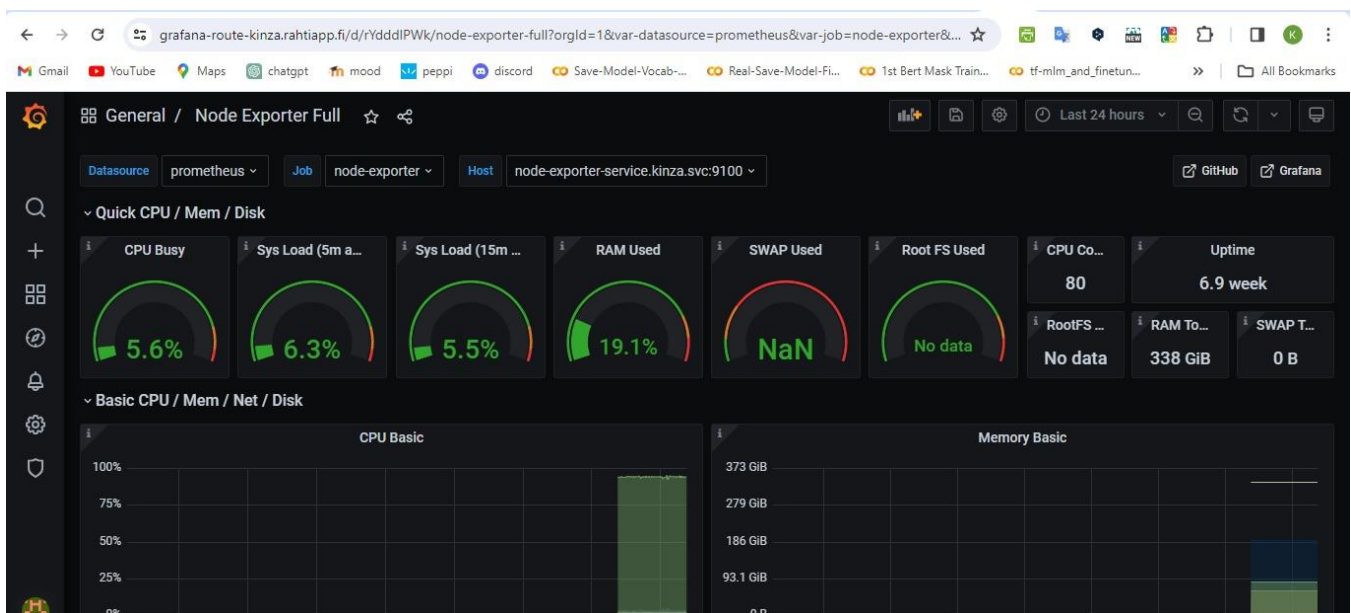 grafana-route-kinza.rahtiapp.fi/d/rYdddlPWk/node-exporter-full?orgId=1&var-datasource=prometheus&var-job=node-exporter&...
NEW
K
Gmail YouTube Maps chatgpt mood peppi discord Save-Model-Vocab-... Real-Save-Model-Fi... 1st Bert Mask Train... tf-mlm_and_finetun... » All Bookmarks
General / Node Exporter Full Last 24 hours
Datasource prometheus Job node-exporter Host node-exporter-service.kinza.svc:9100 GitHub Grafana
Quick CPU / Mem / Disk
CPU Busy Sys Load (5m a... Sys Load (15m ... RAM Used SWAP Used Root FS Used CPU Co... Uptime
80 6.9 week
RootFS ... RAM To... SWAP T...
5.6% 6.3% 5.5% 19.1% NaN No data No data 338 GiB 0 B
Basic CPU / Mem / Net / Disk
CPU Basic Memory Basic
100% 373 GiB
75% 279 GiB
50% 186 GiB
25% 93.1 GiB
0% 0 B